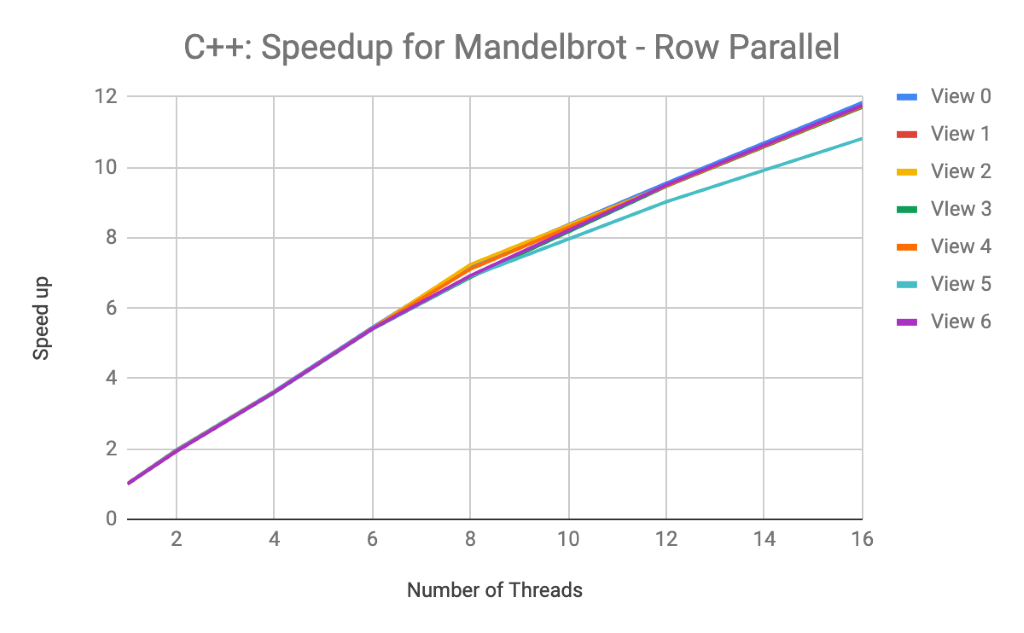 C++: Speedup for Mandelbrot - Row Parallel
12
10
8
6
4
2
0
Speed up
2 4 6 8 10 12 14 16
Number of Threads
View 0
View 1
View 2
VIew 3
View 4
View 5
View 6